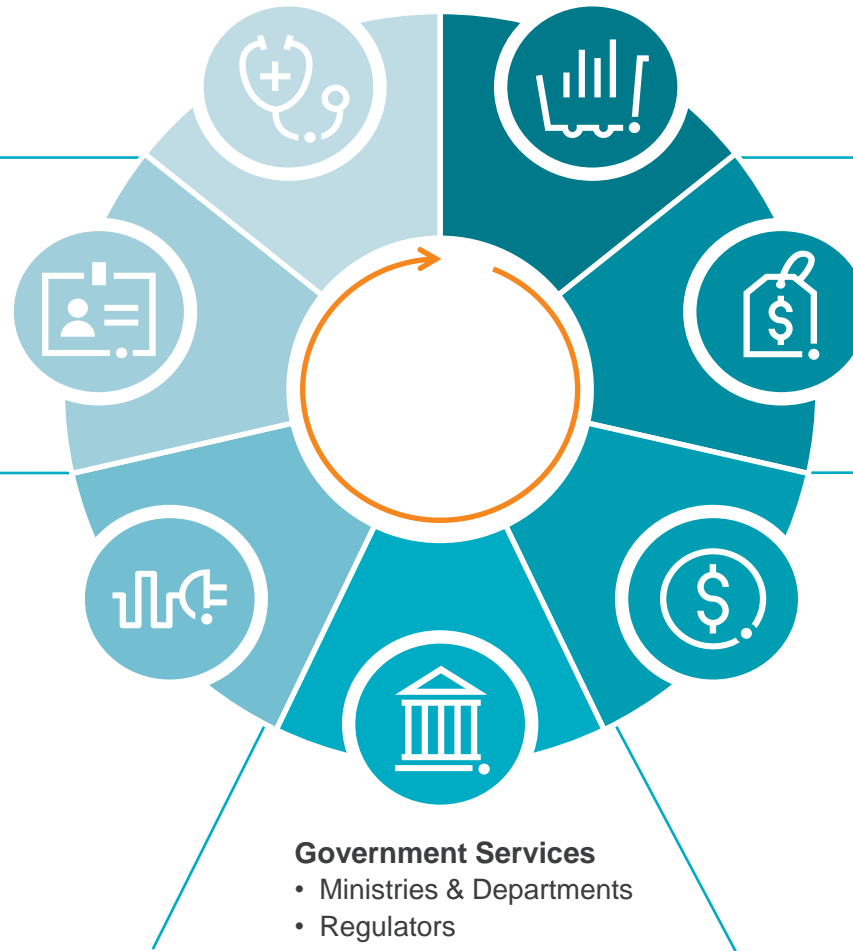 Government Services
• Ministries & Departments
• Regulators